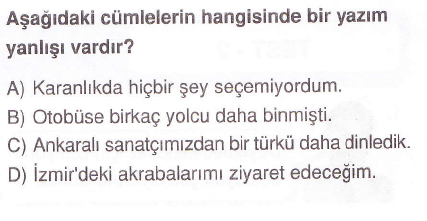 Aşağıdaki cümlelerin hangisinde bir yazım
yanlışı vardır?
A) Karanlıkda hiçbir şey seçemiyordum.
B) Otobüse birkaç yolcu daha binmişti.
C) Ankaralı sanatçımızdan bir türkü daha dinledik.
D) İzmir'deki akrabalarımı ziyaret edeceğim.